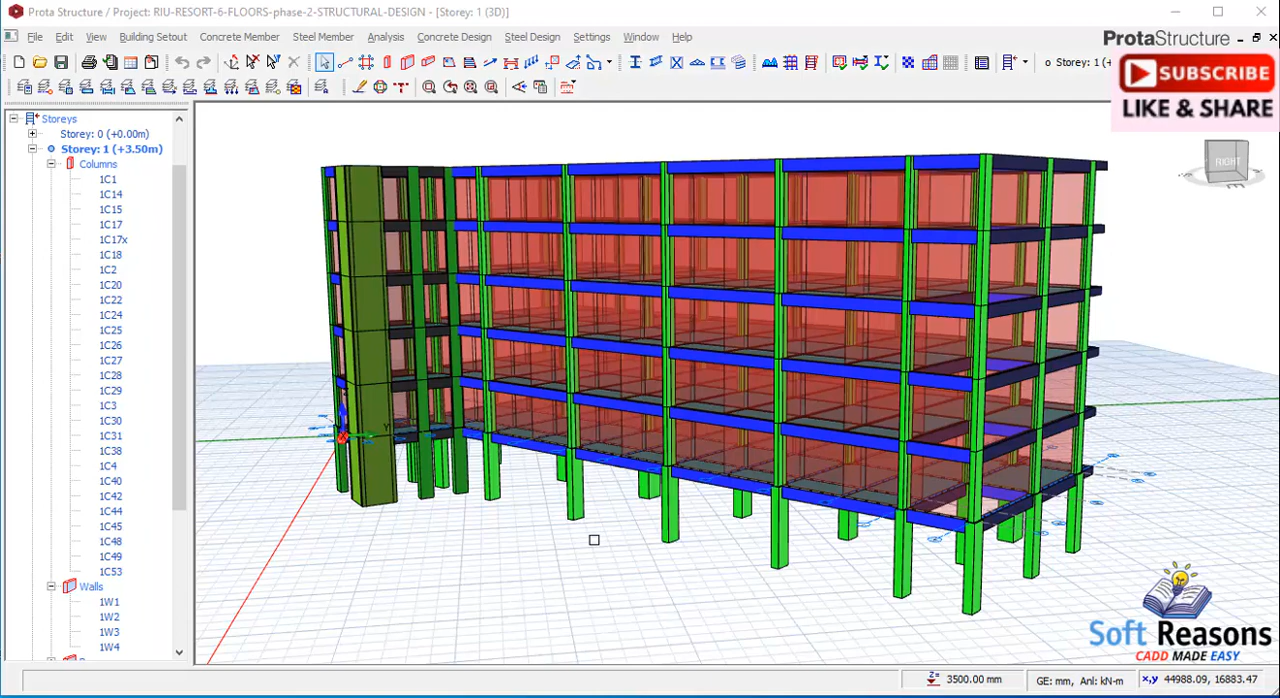 Prota Structure / Project: RIU-RESORT-6-FLOORS-phase-2-STRUCTURAL-DESIGN - [Storey: 1 (3D)]
File Edit View Building Setout Concrete Member Steel Member Analysis Concrete Design Steel Design Settings Window Help
ProtaStructure
Storey: 1 (+
SUBSCRIBE
LIKE & SHARE
Storeys
Storey: 0 (+0.00m)
Storey: 1 (+3.50m)
Columns
1C1
1C14
1C15
1C17
1C17x
1C18
1C2
1C20
1C22
1C24
1C25
1C26
1C27
1C28
1C29
1C3
1C30
1C31
1C38
1C4
1C40
1C42
1C44
1C45
1C48
1C49
1C53
Walls
1W1
1W2
1W3
1W4
RIGHT
Y
Soft Reasons
CADD MADE EASY
Z= 3500.00 mm
GE: mm, Anl: kN-m
x,y 44988.09, 16883.47